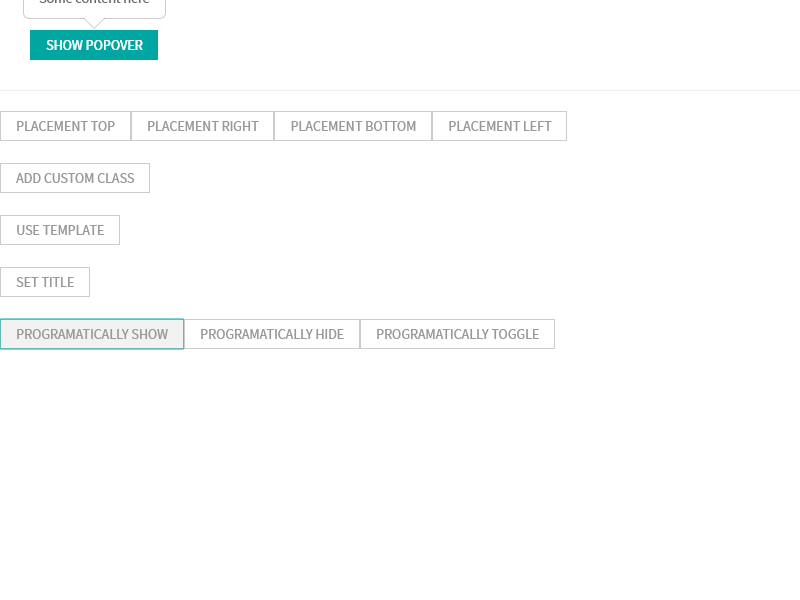 Some content here
SHOW POPOVER
PLACEMENT TOP PLACEMENT RIGHT PLACEMENT BOTTOM PLACEMENT LEFT
ADD CUSTOM CLASS
USE TEMPLATE
SET TITLE
PROGRAMATICALLY SHOW PROGRAMATICALLY HIDE PROGRAMATICALLY TOGGLE